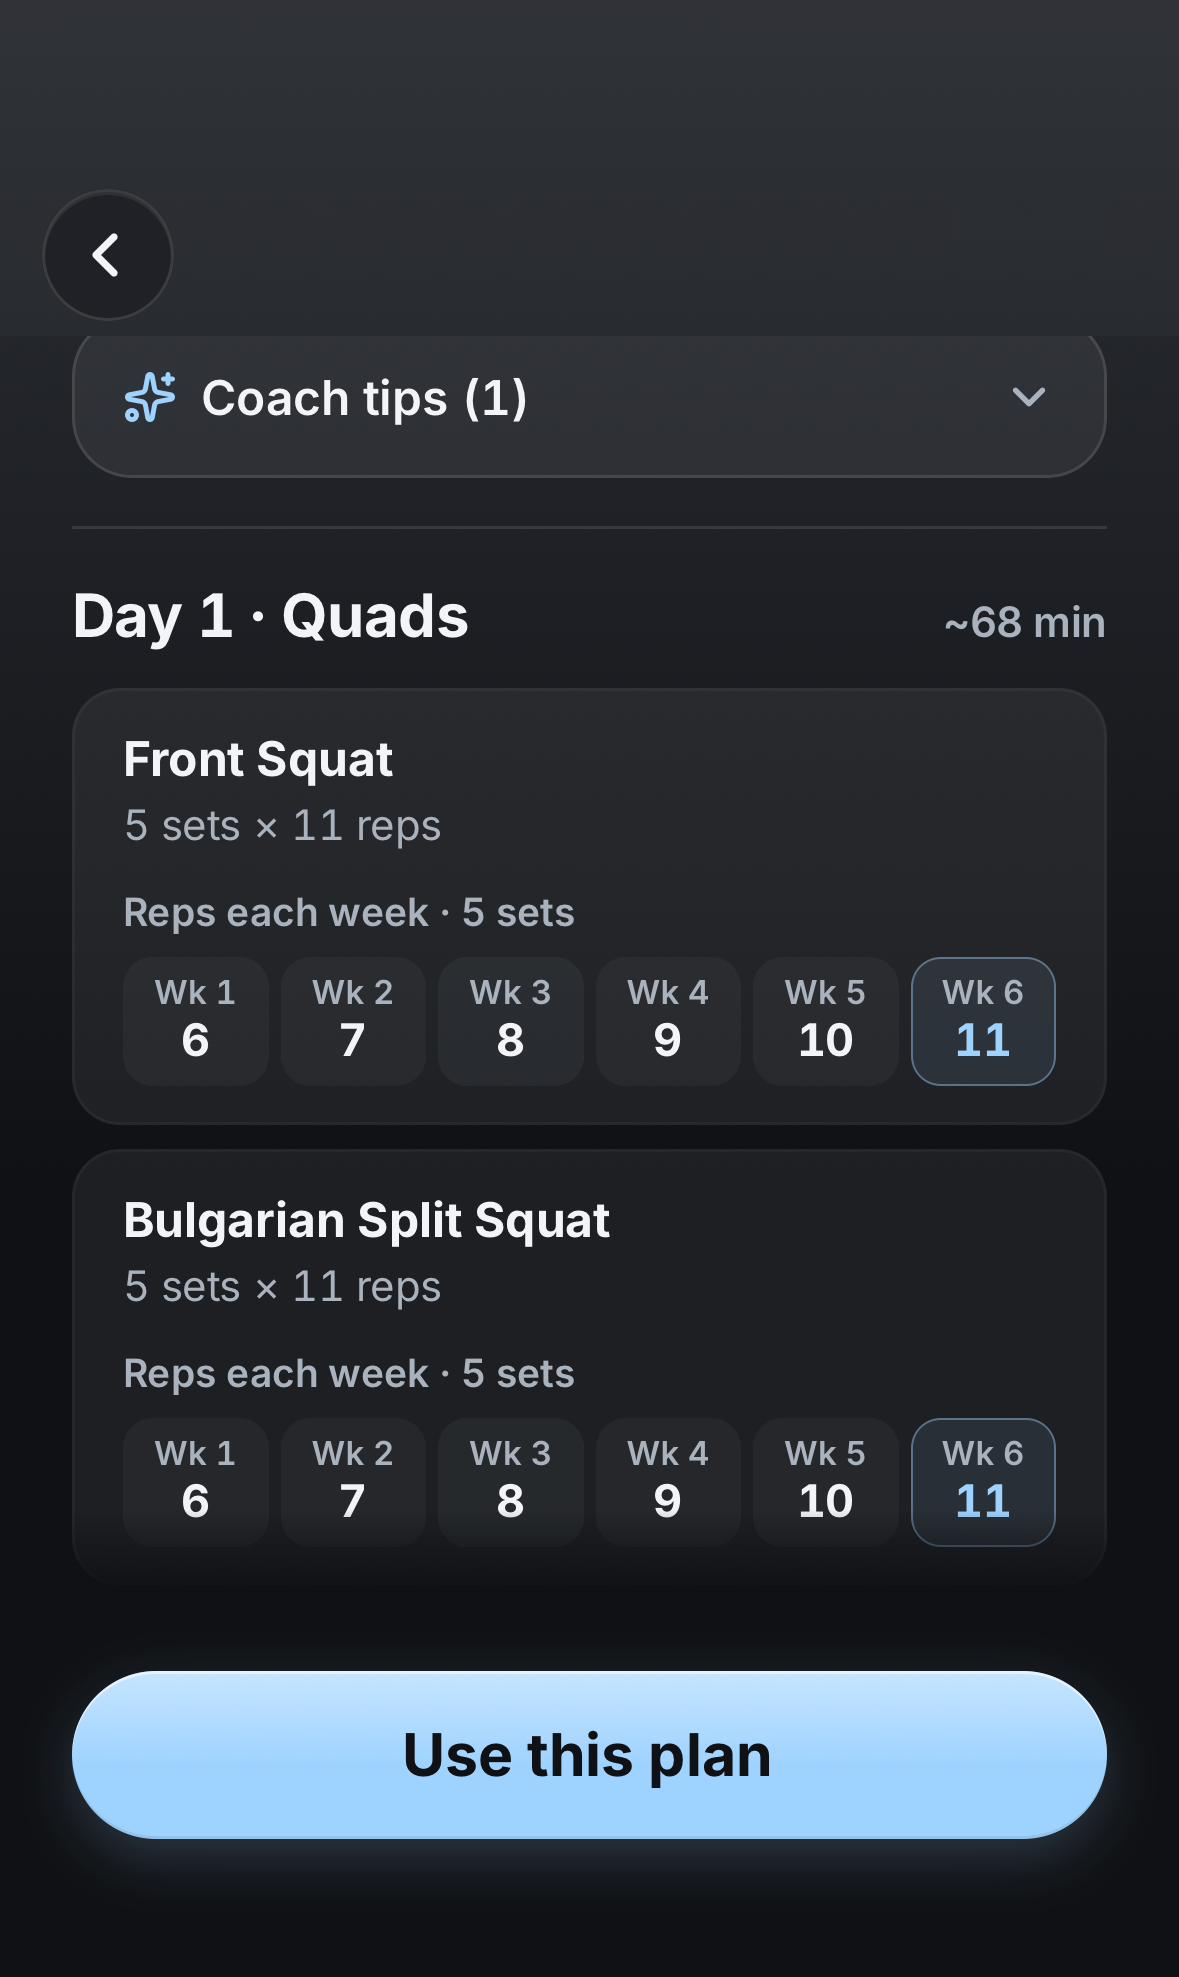 Coach tips (1)
Day 1 · Quads
~68 min
Front Squat
5 sets × 11 reps
Reps each week · 5 sets
Wk 1 Wk 2 Wk 3 Wk 4 Wk 5 Wk 6
6 7 8 9 10 11
Bulgarian Split Squat
5 sets × 11 reps
Reps each week · 5 sets
Wk 1 Wk 2 Wk 3 Wk 4 Wk 5 Wk 6
6 7 8 9 10 11
Use this plan